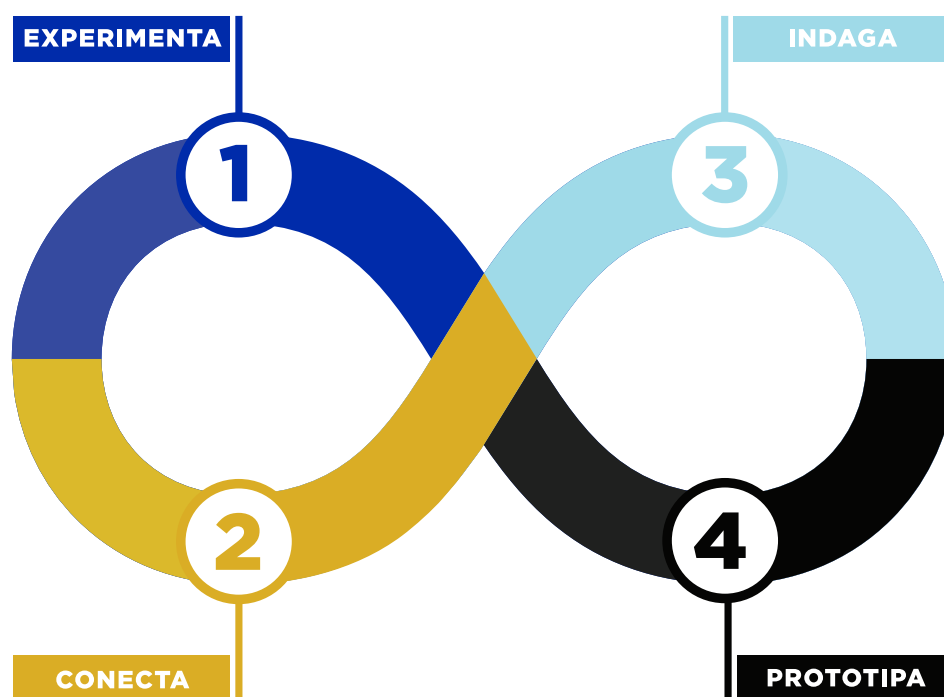 EXPERIMENTA
INDAGA
1
3
2
4
CONECTA
PROTOTIPA